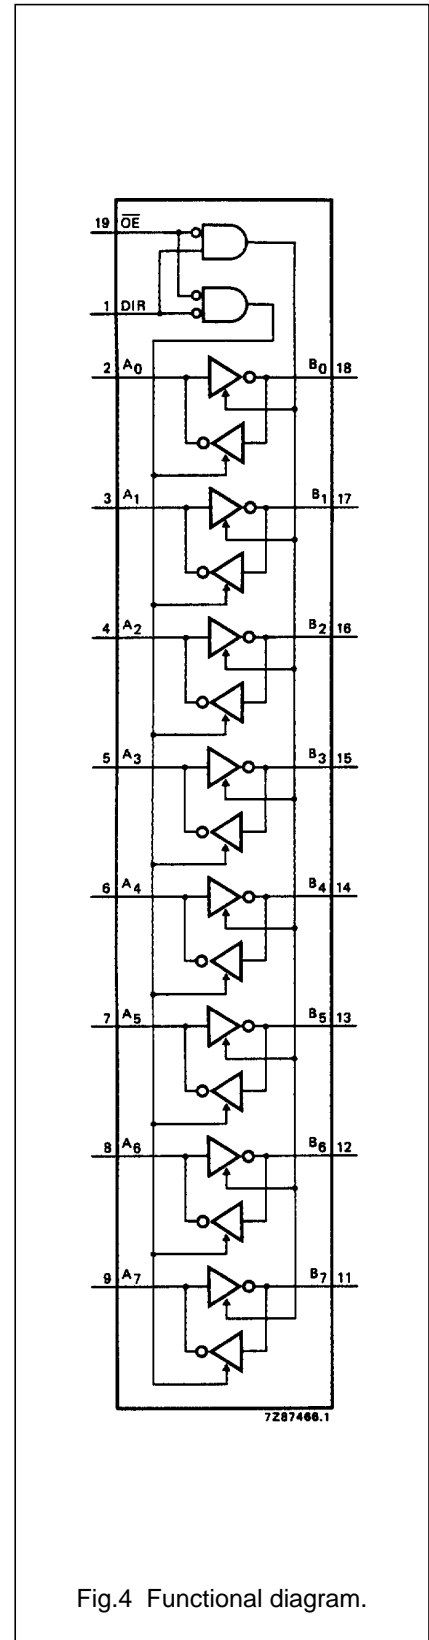 19 O̅E̅
1 DIR
2 A0 B0 18
3 A1 B1 17
4 A2 B2 16
5 A3 B3 15
6 A4 B4 14
7 A5 B5 13
8 A6 B6 12
9 A7 B7 11
7Z87466.1
Fig.4 Functional diagram.